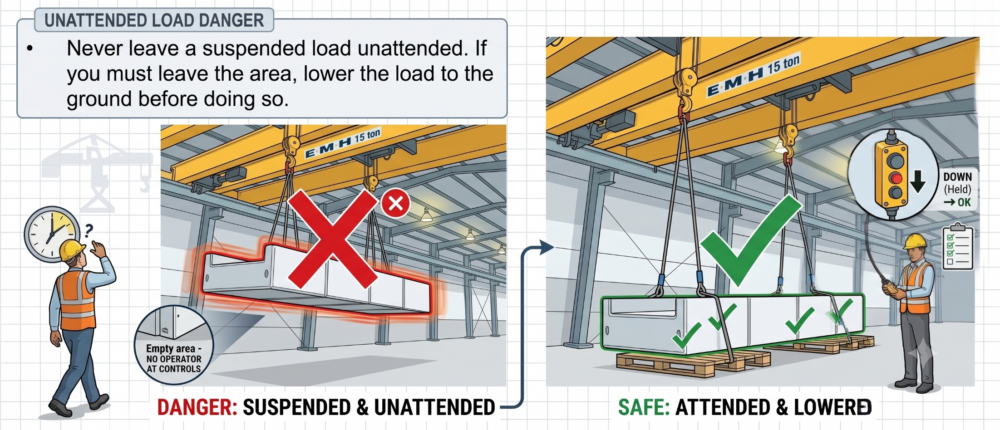 UNATTENDED LOAD DANGER
• Never leave a suspended load unattended. If
you must leave the area, lower the load to the
ground before doing so.
E·M·H 15 ton
?
Empty area -
NO OPERATOR
AT CONTROLS
DANGER: SUSPENDED & UNATTENDED
E·M·H 15 ton
DOWN
(Held)
→ OK
SAFE: ATTENDED & LOWERD